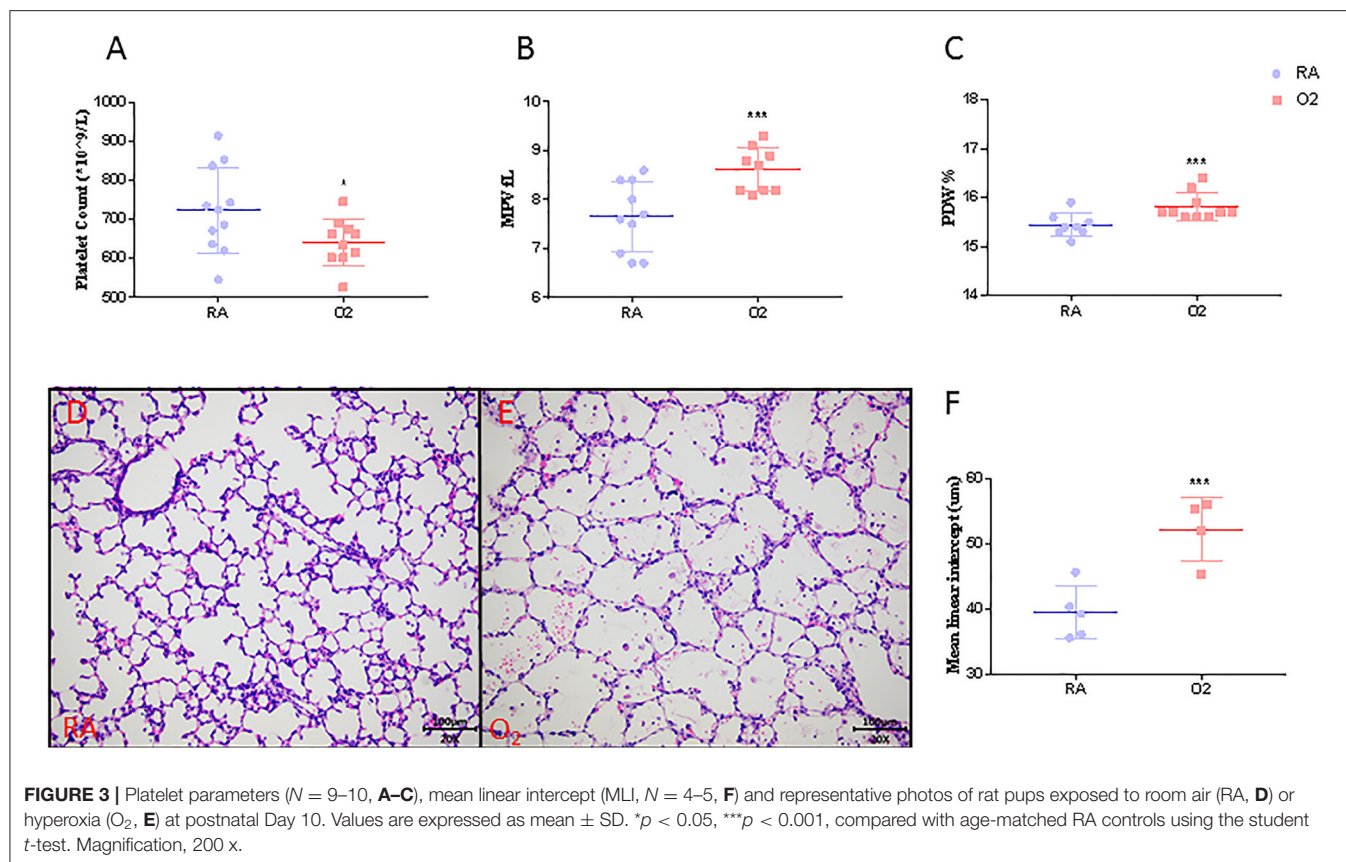 A
Platelet Count (*10^9/L)
1000
900
800
700
600
500
*
RA
O2
B
MPV fL
10
9
8
7
6
***
RA
O2
C
RA
O2
PDW %
18
17
16
15
14
***
RA
O2
D
RA
100μm
20X
E
O2
100μm
20X
F
Mean linear intercept (um)
60
50
40
30
***
RA
O2
FIGURE 3 | Platelet parameters (N = 9–10, A–C), mean linear intercept (MLI, N = 4–5, F) and representative photos of rat pups exposed to room air (RA, D) or
hyperoxia (O2, E) at postnatal Day 10. Values are expressed as mean ± SD. *p < 0.05, ***p < 0.001, compared with age-matched RA controls using the student
t-test. Magnification, 200 x.